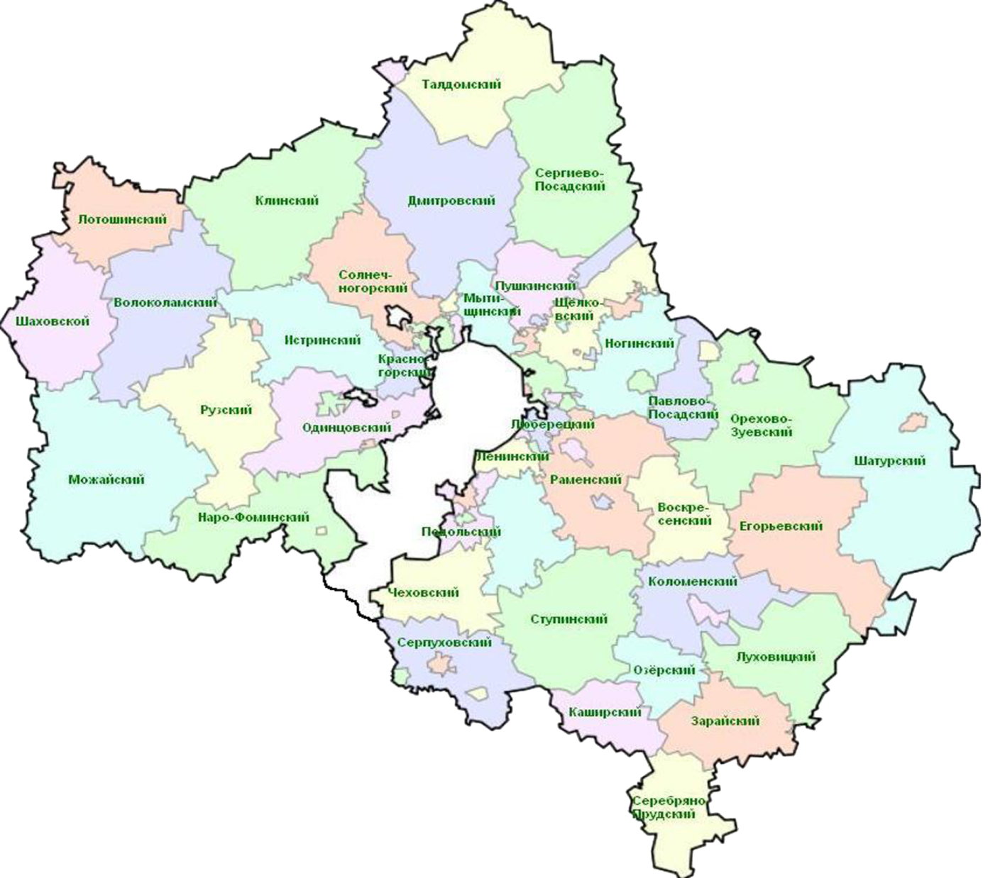 Талдомский
Сергиево-
Посадский
Клинский
Дмитровский
Лотошинский
Солнеч-
ногорский
Пушкинский
Мыти-
щинский
Щёлко-
вский
Волоколамский
Шаховской
Истринский
Ногинский
Красно-
горский
Павлово-
Посадский
Рузский
Одинцовский
Люберецкий
Орехово-
Зуевский
Ленинский
Шатурский
Можайский
Раменский
Наро-Фоминский
Воскре-
сенский
Егорьевский
Подольский
Коломенский
Чеховский
Ступинский
Серпуховский
Луховицкий
Озёрский
Каширский
Зарайский
Серебряно
Прудский